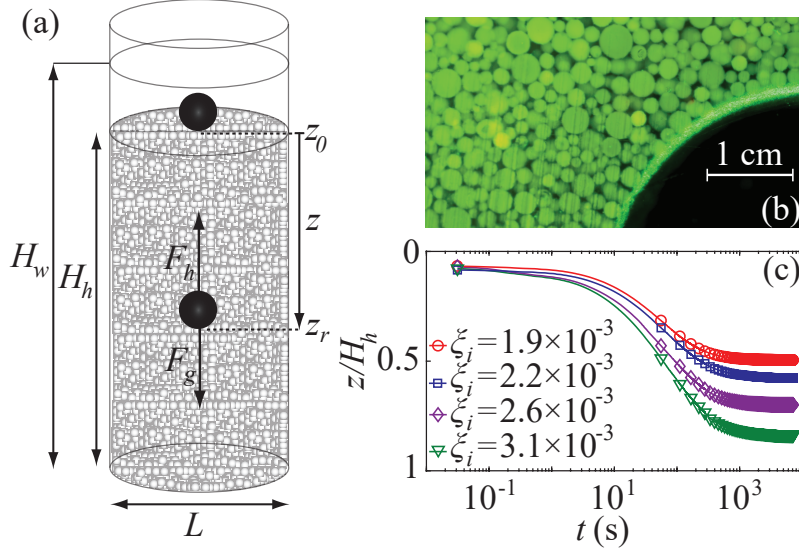 (a)
H_w
H_h
z_0
z
z_r
F_h
F_g
L
1 cm
(b)
0
0.5
1
z/H_h
(c)
ξ_i=1.9×10^-3
ξ_i=2.2×10^-3
ξ_i=2.6×10^-3
ξ_i=3.1×10^-3
10^-1
10^1
10^3
t (s)